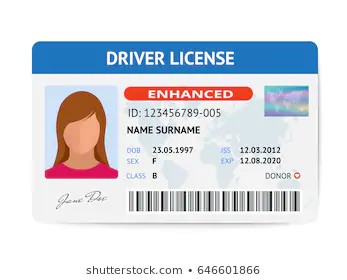 DRIVER LICENSE
ENHANCED
ID: 123456789-005
NAME SURNAME
DOB 23.05.1997 ISS 12.03.2012
SEX F EXP 12.08.2020
CLASS B DONOR
Jane Doe
shutterstock.com • 646601866